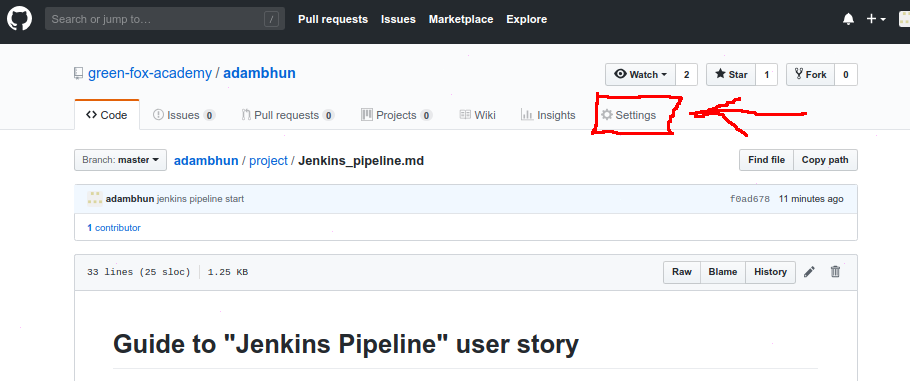 Search or jump to... /
Pull requests Issues Marketplace Explore
green-fox-academy / adambhun
Watch 2 Star 1 Fork 0
Code Issues 0 Pull requests 0 Projects 0 Wiki Insights Settings
Branch: master adambhun / project / Jenkins_pipeline.md Find file Copy path
adambhun jenkins pipeline start f0ad678 11 minutes ago
1 contributor
33 lines (25 sloc) 1.25 KB Raw Blame History
Guide to "Jenkins Pipeline" user story